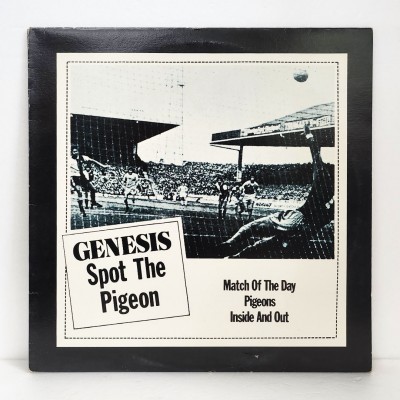 GENESIS
Spot The
Pigeon
Match Of The Day
Pigeons
Inside And Out